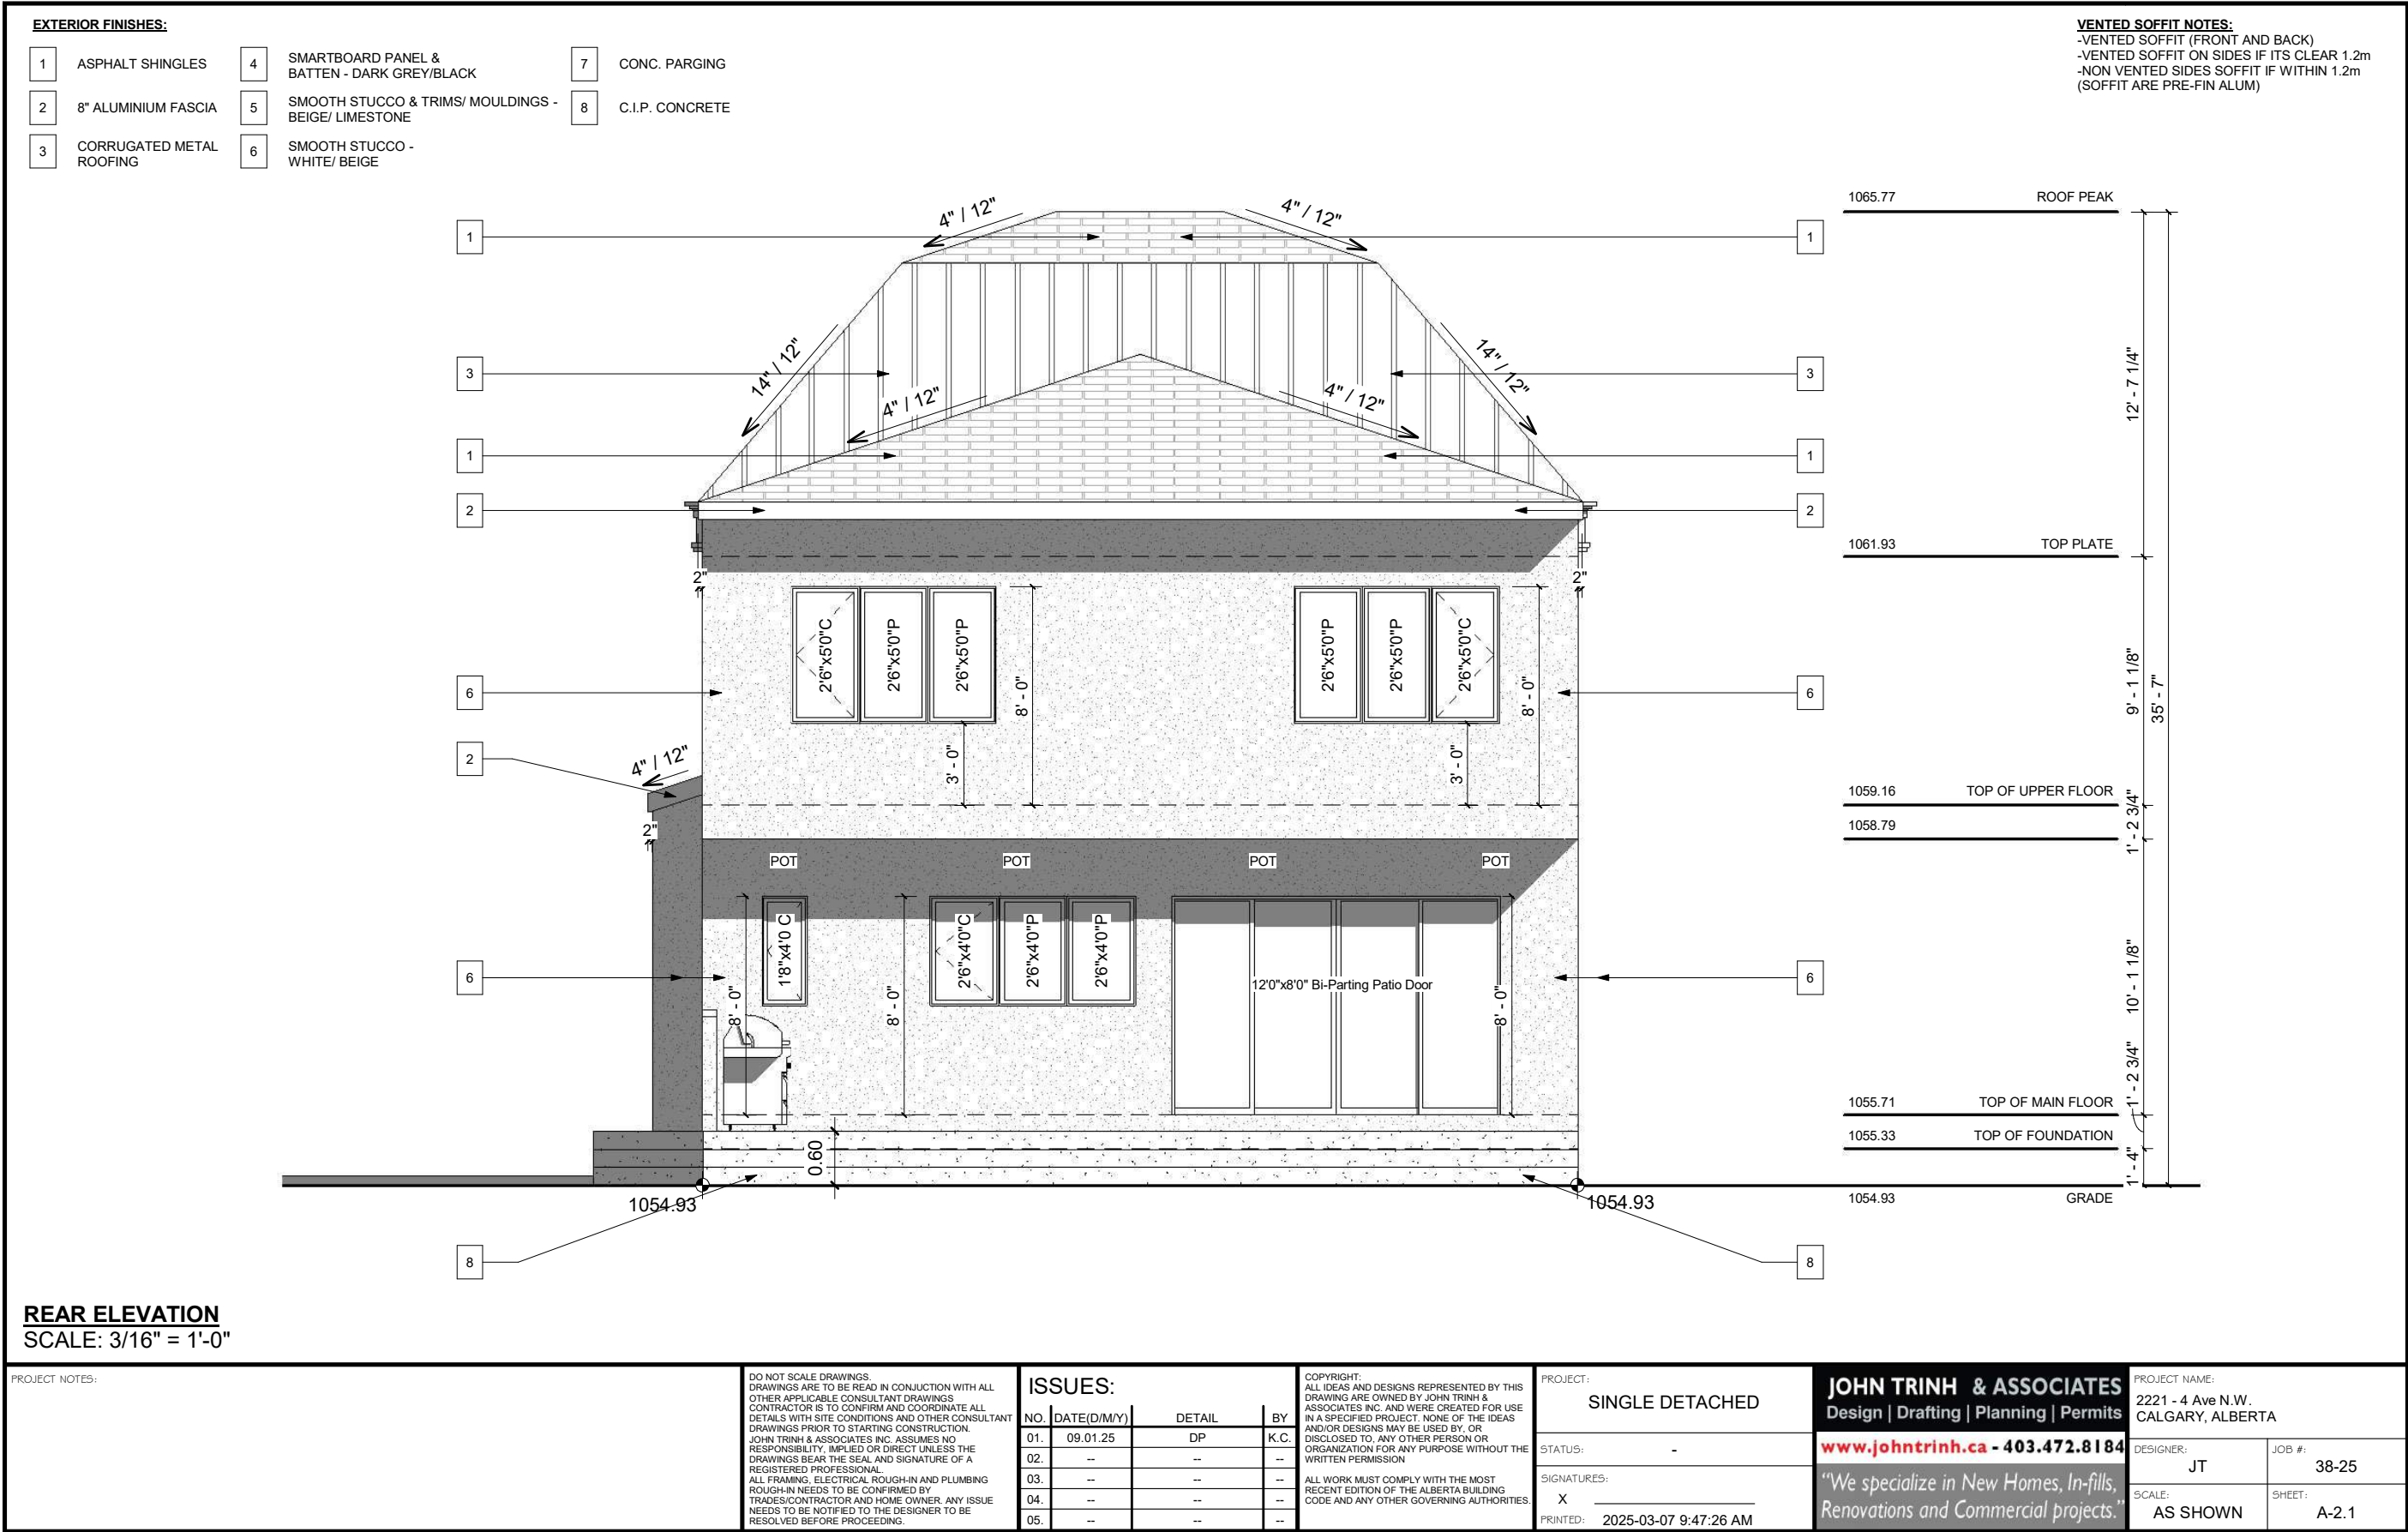 EXTERIOR FINISHES:
1 ASPHALT SHINGLES
2 8" ALUMINIUM FASCIA
3 CORRUGATED METAL
ROOFING
4 SMARTBOARD PANEL &
BATTEN - DARK GREY/BLACK
5 SMOOTH STUCCO & TRIMS/ MOULDINGS -
BEIGE/ LIMESTONE
6 SMOOTH STUCCO -
WHITE/ BEIGE
7 CONC. PARGING
8 C.I.P. CONCRETE
VENTED SOFFIT NOTES:
-VENTED SOFFIT (FRONT AND BACK)
-VENTED SOFFIT ON SIDES IF ITS CLEAR 1.2m
-NON VENTED SIDES SOFFIT IF WITHIN 1.2m
(SOFFIT ARE PRE-FIN ALUM)
4" / 12"
4" / 12"
1
1
14" / 12"
14" / 12"
3
3
4" / 12"
4" / 12"
1
1
2
2
2"
2"
2'6"x5'0"C
2'6"x5'0"P
2'6"x5'0"P
2'6"x5'0"P
2'6"x5'0"P
2'6"x5'0"C
8' - 0"
8' - 0"
3' - 0"
3' - 0"
6
6
2
4" / 12"
2"
POT
POT
POT
POT
1'8"x4'0 C
2'6"x4'0"C
2'6"x4'0"P
2'6"x4'0"P
12'0"x8'0" Bi-Parting Patio Door
8' - 0"
8' - 0"
8' - 0"
6
6
0.60
1054.93
1054.93
8
8
1065.77 ROOF PEAK
1061.93 TOP PLATE
1059.16 TOP OF UPPER FLOOR
1058.79
1055.71 TOP OF MAIN FLOOR
1055.33 TOP OF FOUNDATION
1054.93 GRADE
12' - 7 1/4"
9' - 1 1/8"
35' - 7"
1' - 2 3/4"
10' - 1 1/8"
1' - 2 3/4"
1' - 4"
REAR ELEVATION
SCALE: 3/16" = 1'-0"
PROJECT NOTES:
DO NOT SCALE DRAWINGS.
DRAWINGS ARE TO BE READ IN CONJUCTION WITH ALL
OTHER APPLICABLE CONSULTANT DRAWINGS
CONTRACTOR IS TO CONFIRM AND COORDINATE ALL
DETAILS WITH SITE CONDITIONS AND OTHER CONSULTANT
DRAWINGS PRIOR TO STARTING CONSTRUCTION.
JOHN TRINH & ASSOCIATES INC. ASSUMES NO
RESPONSIBILITY, IMPLIED OR DIRECT UNLESS THE
DRAWINGS BEAR THE SEAL AND SIGNATURE OF A
REGISTERED PROFESSIONAL.
ALL FRAMING, ELECTRICAL ROUGH-IN AND PLUMBING
ROUGH-IN NEEDS TO BE CONFIRMED BY
TRADES/CONTRACTOR AND HOME OWNER. ANY ISSUE
NEEDS TO BE NOTIFIED TO THE DESIGNER TO BE
RESOLVED BEFORE PROCEEDING.
ISSUES:
NO. DATE(D/M/Y) DETAIL BY
01. 09.01.25 DP K.C.
02. -- -- --
03. -- -- --
04. -- -- --
05. -- -- --
COPYRIGHT:
ALL IDEAS AND DESIGNS REPRESENTED BY THIS
DRAWING ARE OWNED BY JOHN TRINH &
ASSOCIATES INC. AND WERE CREATED FOR USE
IN A SPECIFIED PROJECT. NONE OF THE IDEAS
AND/OR DESIGNS MAY BE USED BY, OR
DISCLOSED TO, ANY OTHER PERSON OR
ORGANIZATION FOR ANY PURPOSE WITHOUT THE
WRITTEN PERMISSION
ALL WORK MUST COMPLY WITH THE MOST
RECENT EDITION OF THE ALBERTA BUILDING
CODE AND ANY OTHER GOVERNING AUTHORITIES.
PROJECT:
SINGLE DETACHED
STATUS: -
SIGNATURES:
X
PRINTED: 2025-03-07 9:47:26 AM
JOHN TRINH & ASSOCIATES
Design | Drafting | Planning | Permits
www.johntrinh.ca - 403.472.8184
"We specialize in New Homes, In-fills,
Renovations and Commercial projects."
PROJECT NAME:
2221 - 4 Ave N.W.
CALGARY, ALBERTA
DESIGNER:
JT
JOB #:
38-25
SCALE:
AS SHOWN
SHEET:
A-2.1